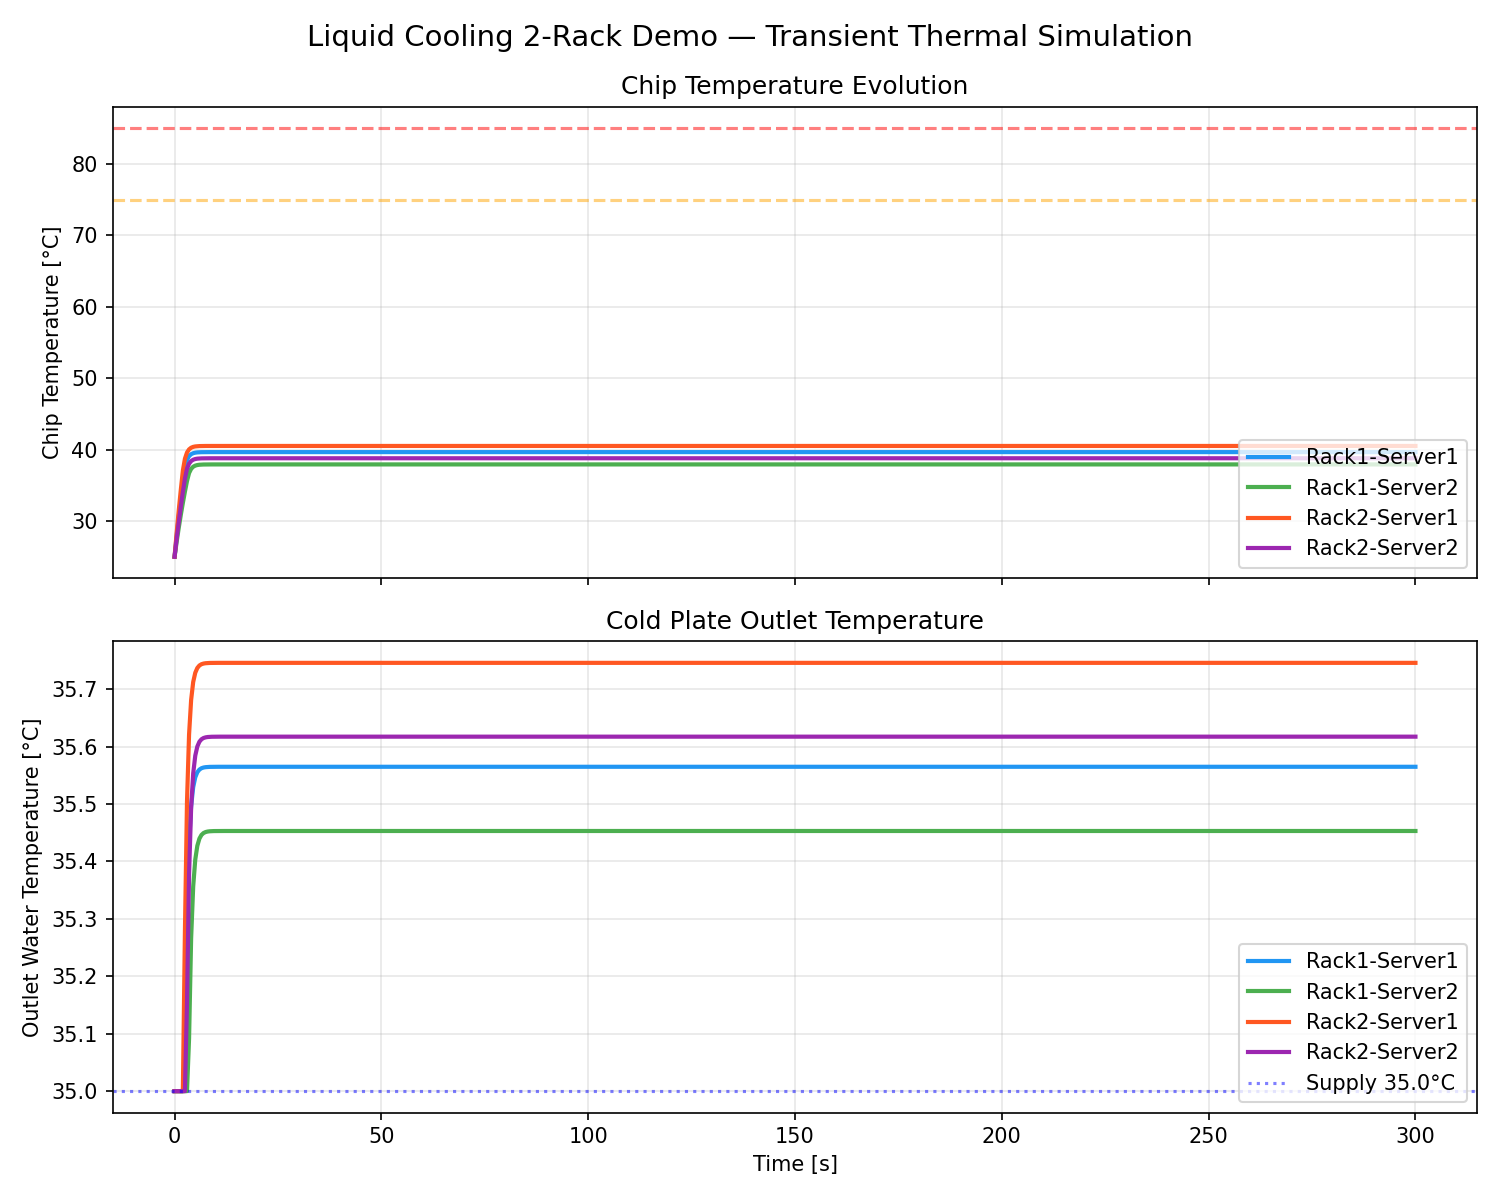 Liquid Cooling 2-Rack Demo — Transient Thermal Simulation
Chip Temperature Evolution
Chip Temperature [°C]
80
70
60
50
40
30
Rack1-Server1
Rack1-Server2
Rack2-Server1
Rack2-Server2
Cold Plate Outlet Temperature
Outlet Water Temperature [°C]
35.7
35.6
35.5
35.4
35.3
35.2
35.1
35.0
Rack1-Server1
Rack1-Server2
Rack2-Server1
Rack2-Server2
Supply 35.0°C
0 50 100 150 200 250 300
Time [s]